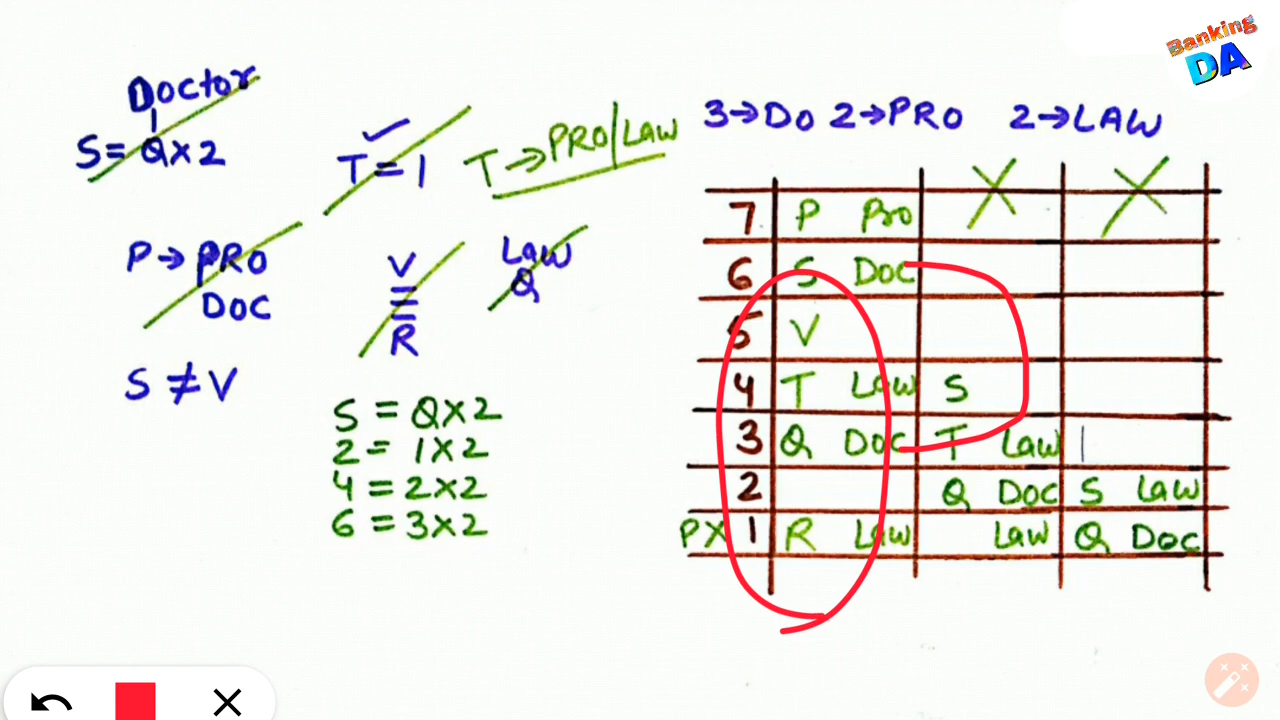 Banking
DA
Doctor
S = Q×2
T = 1
T → PRO/LAW
P → PRO
DOC
V
=
R
LAW
Q
S ≠ V
S = Q×2
2 = 1×2
4 = 2×2
6 = 3×2
3→DO 2→PRO 2→LAW
7 P Pro
6 S Doc
5 V
4 T Law S
3 Q Doc T Law
2 Q Doc S Law
PX 1 R Law Law Q Doc